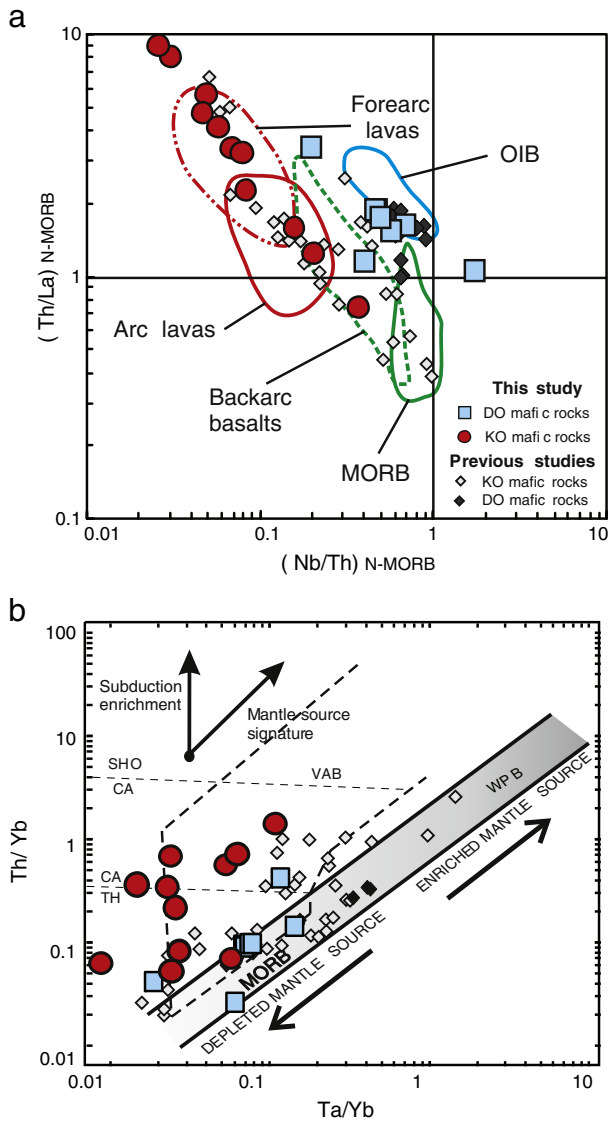 a
10
Forearc
lavas
OIB
( Th/La) N-MORB
1
Arc lavas
Backarc
basalts
MORB
This study
DO mafic rocks
KO mafic rocks
Previous studies
KO mafic rocks
DO mafic rocks
0.1
0.01
0.1
1
10
( Nb/Th) N-MORB
b
100
Subduction
enrichment
Mantle source
signature
10
SHO
CA
VAB
WP B
ENRICHED MANTLE SOURCE
Th/Yb
1
CA
TH
0.1
MORB
DEPLETED MANTLE SOURCE
0.01
0.01
0.1
1
10
Ta/Yb